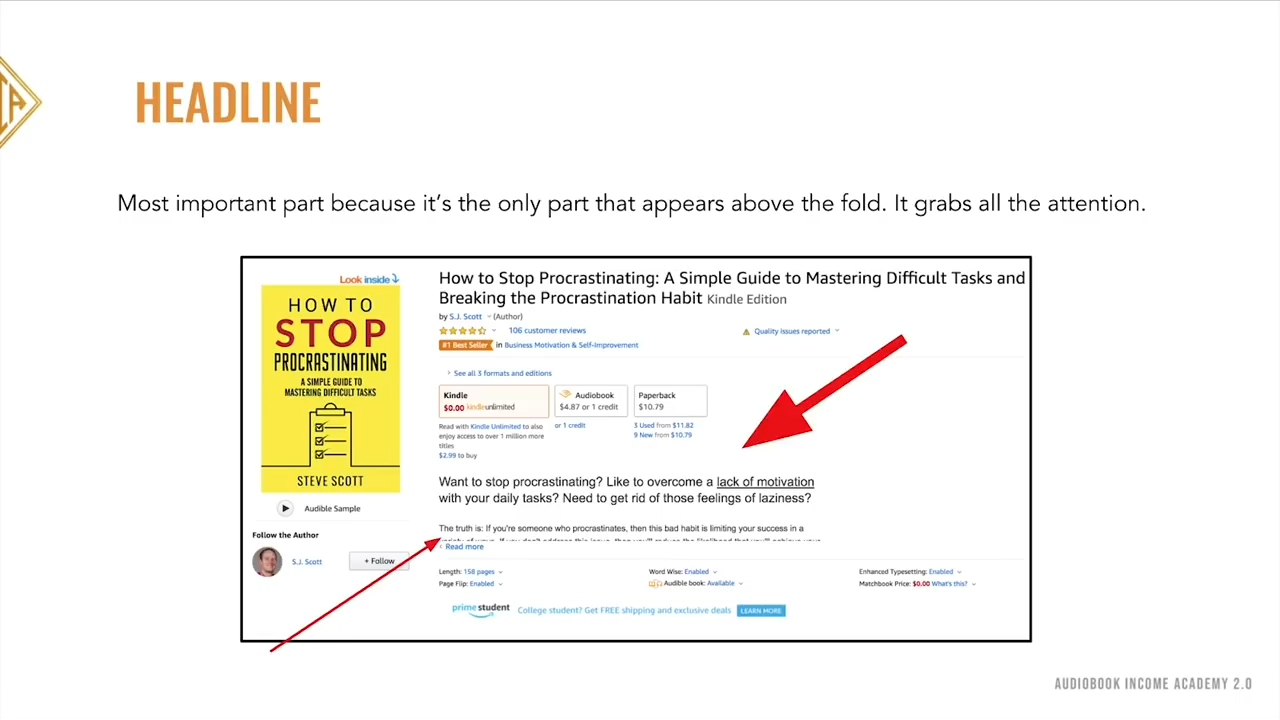 HEADLINE
Most important part because it's the only part that appears above the fold. It grabs all the attention.
Look inside
HOW TO
STOP
PROCRASTINATING
A SIMPLE GUIDE TO
MASTERING DIFFICULT TASKS
STEVE SCOTT
Audible Sample
Follow the Author
S.J. Scott
+ Follow
How to Stop Procrastinating: A Simple Guide to Mastering Difficult Tasks and
Breaking the Procrastination Habit Kindle Edition
by S.J. Scott (Author)
106 customer reviews
Quality issues reported
#1 Best Seller in Business Motivation & Self-Improvement
See all 3 formats and editions
Kindle
$0.00 kindleunlimited
Audiobook
$4.87 or 1 credit
Paperback
$10.79
Read with Kindle Unlimited to also
enjoy access to over 1 million more
titles
$2.99 to buy
or 1 credit
3 Used from $11.82
9 New from $10.79
Want to stop procrastinating? Like to overcome a lack of motivation
with your daily tasks? Need to get rid of those feelings of laziness?
The truth is: If you're someone who procrastinates, then this bad habit is limiting your success in a
Read more
Length: 158 pages
Word Wise: Enabled
Enhanced Typesetting: Enabled
Page Flip: Enabled
Audible book: Available
Matchbook Price: $0.00 What's this?
prime student College student? Get FREE shipping and exclusive deals LEARN MORE
AUDIOBOOK INCOME ACADEMY 2.0